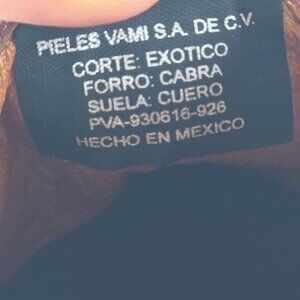 PIELES VAMI S.A. DE C.V.
CORTE: EXOTICO
FORRO: CABRA
SUELA: CUERO
PVA-930616-926
HECHO EN MEXICO